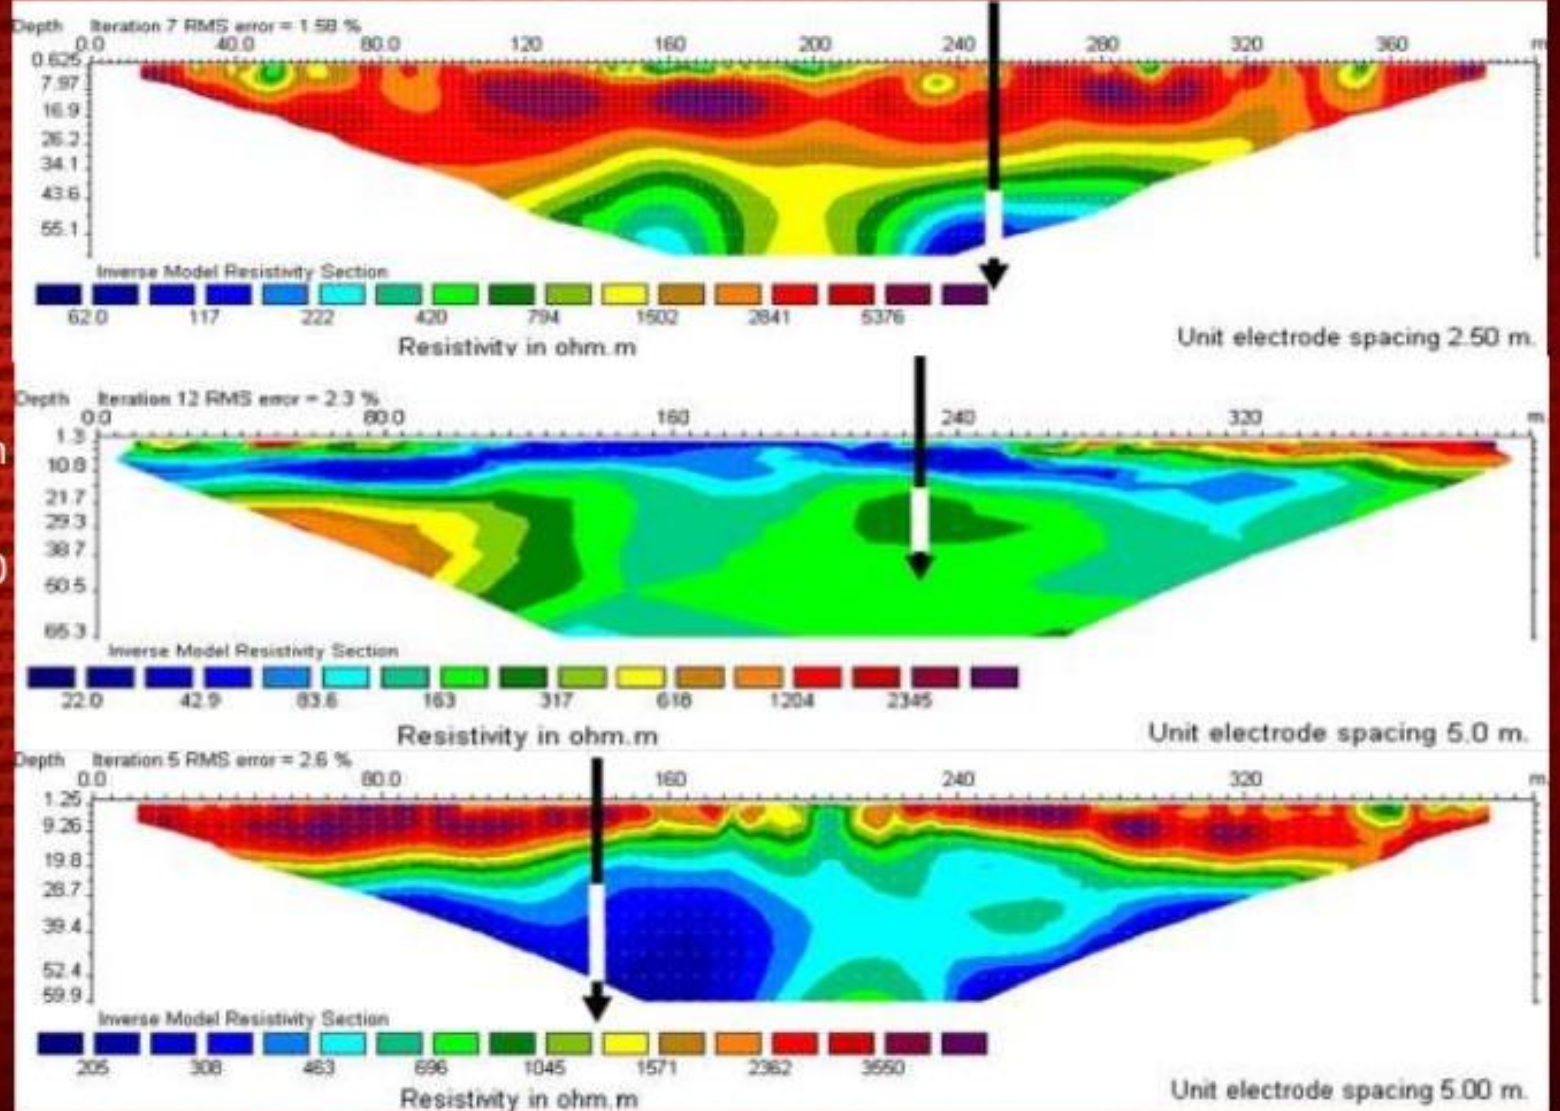 Depth Iteration 7 RMS error = 1.58 %
0.0 40.0 80.0 120 160 200 240 280 320 360 m
0.625
7.97
16.9
26.2
34.1
43.6
55.1
Inverse Model Resistivity Section
62.0 117 222 420 794 1502 2841 5376
Resistivity in ohm.m
Unit electrode spacing 2.50 m.
Depth Iteration 12 RMS error = 2.3 %
0.0 80.0 160 240 320 m
1.3
10.9
21.7
29.3
38.7
50.5
65.3
Inverse Model Resistivity Section
22.0 42.9 83.6 163 317 618 1204 2345
Resistivity in ohm.m
Unit electrode spacing 5.0 m.
Depth Iteration 5 RMS error = 2.6 %
0.0 80.0 160 240 320 m
1.25
9.26
19.8
28.7
39.4
52.4
59.9
Inverse Model Resistivity Section
205 308 463 696 1045 1571 2362 3550
Resistivity in ohm.m
Unit electrode spacing 5.00 m.